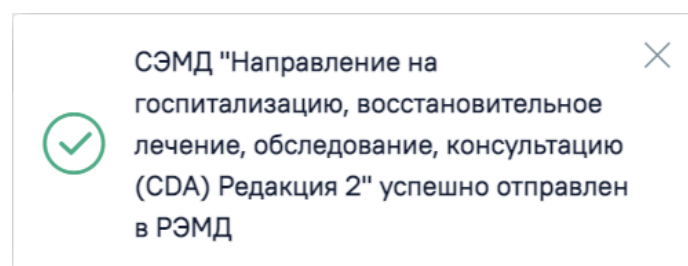 СЭМД "Направление на
госпитализацию, восстановительное
лечение, обследование, консультацию
(CDA) Редакция 2" успешно отправлен
в РЭМД